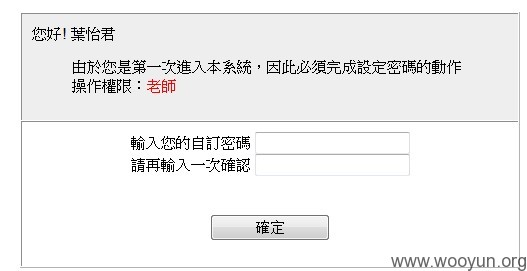 您好! 葉怡君
由於您是第一次進入本系統，因此必須完成設定密碼的動作
操作權限：老師
輸入您的自訂密碼
請再輸入一次確認
確定
www.wooyun.org